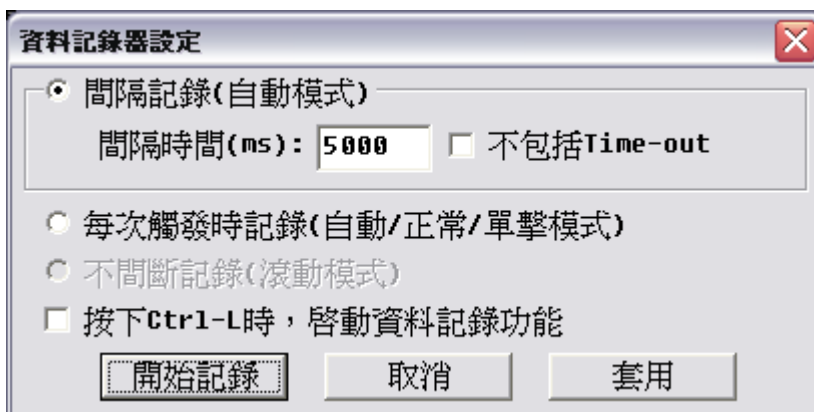 資料記錄器設定
間隔記錄(自動模式)
間隔時間(ms): 5000 不包括Time-out
每次觸發時記錄(自動/正常/單擊模式)
不間斷記錄(滾動模式)
按下Ctrl-L時，啓動資料記錄功能
開始記錄 取消 套用